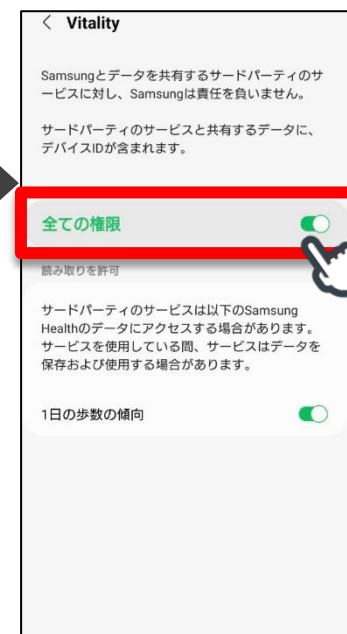 < Vitality
Samsungとデータを共有するサードパーティのサ
ービスに対し、Samsungは責任を負いません。
サードパーティのサービスと共有するデータに、
デバイスIDが含まれます。
全ての権限
読み取りを許可
サードパーティのサービスは以下のSamsung
Healthのデータにアクセスする場合があります。
サービスを使用している間、サービスはデータを
保存および使用する場合があります。
1日の歩数の傾向